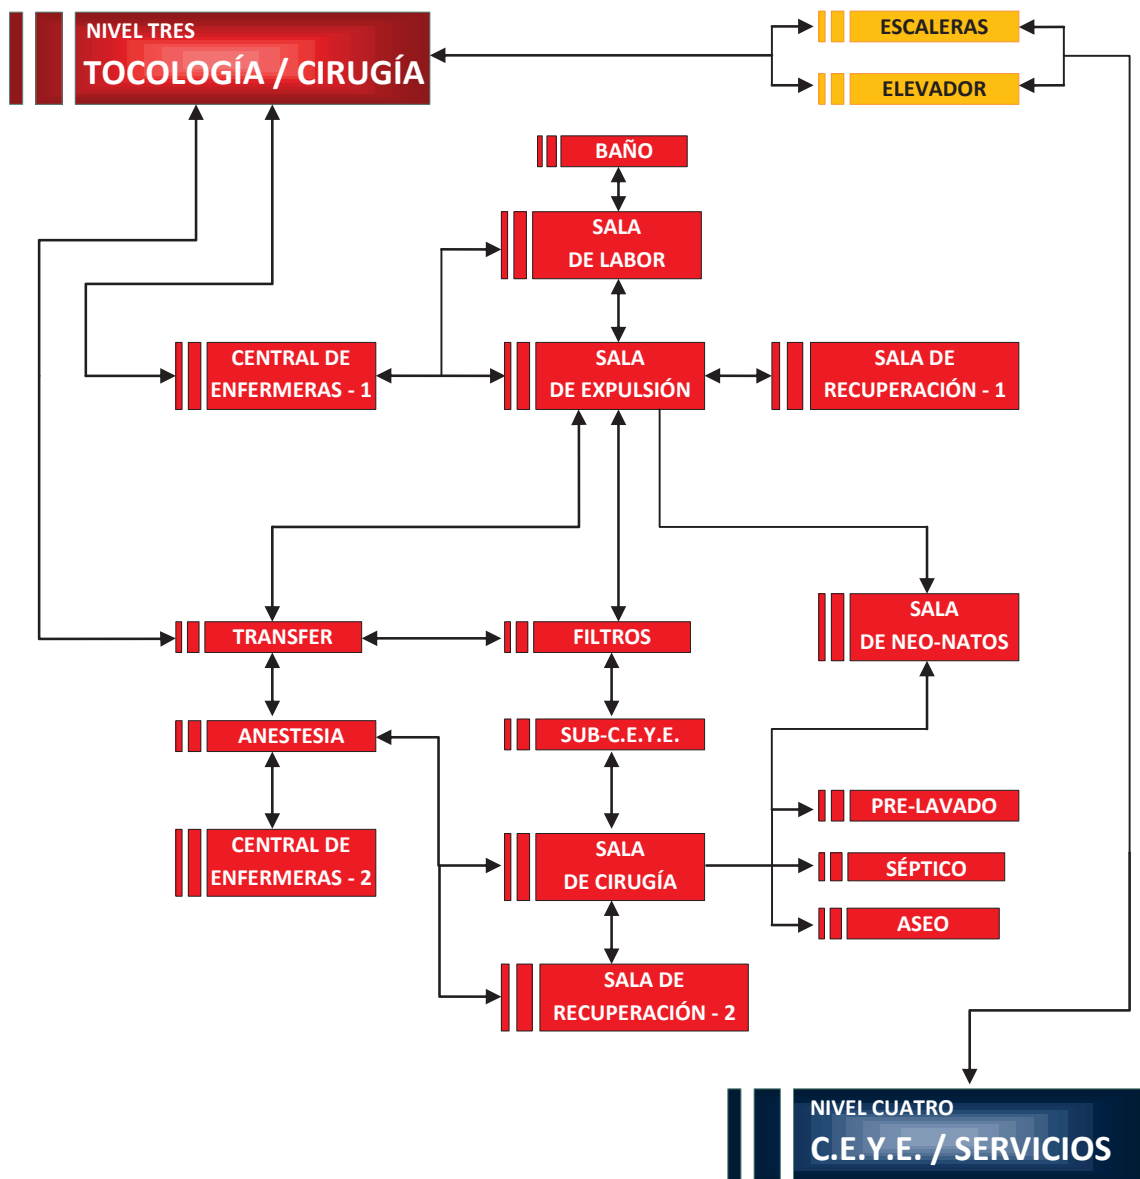 NIVEL TRES
TOCOLOGÍA / CIRUGÍA
ESCALERAS
ELEVADOR
BAÑO
SALA
DE LABOR
CENTRAL DE
ENFERMERAS - 1
SALA
DE EXPULSIÓN
SALA DE
RECUPERACIÓN - 1
TRANSFER
FILTROS
SALA
DE NEO-NATOS
ANESTESIA
SUB-C.E.Y.E.
PRE-LAVADO
CENTRAL DE
ENFERMERAS - 2
SALA
DE CIRUGÍA
SÉPTICO
ASEO
SALA DE
RECUPERACIÓN - 2
NIVEL CUATRO
C.E.Y.E. / SERVICIOS